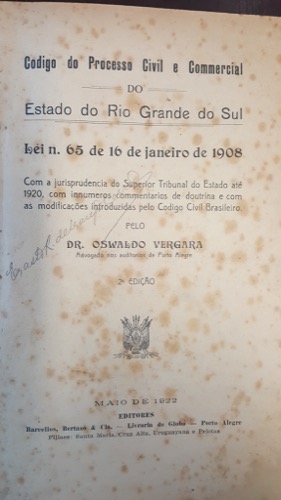 Codigo do Processo Civil e Commercial
DO
Estado do Rio Grande do Sul
Lei n. 65 de 16 de janeiro de 1908
Com a jurisprudencia do Superior Tribunal do Estado até
1920, com innumeros commentarios de doutrina e com
as modificações introduzidas pelo Codigo Civil Brasileiro
PELO
DR. OSWALDO VERGARA
Advogado nos auditorios de Porto Alegre
2ª EDIÇÃO
MAIO DE 1922
EDITORES
Barcellos, Bertaso & Cia. — Livraria do Globo — Porto Alegre
Filiaes: Santa Maria, Cruz Alta, Uruguayana e Pelotas